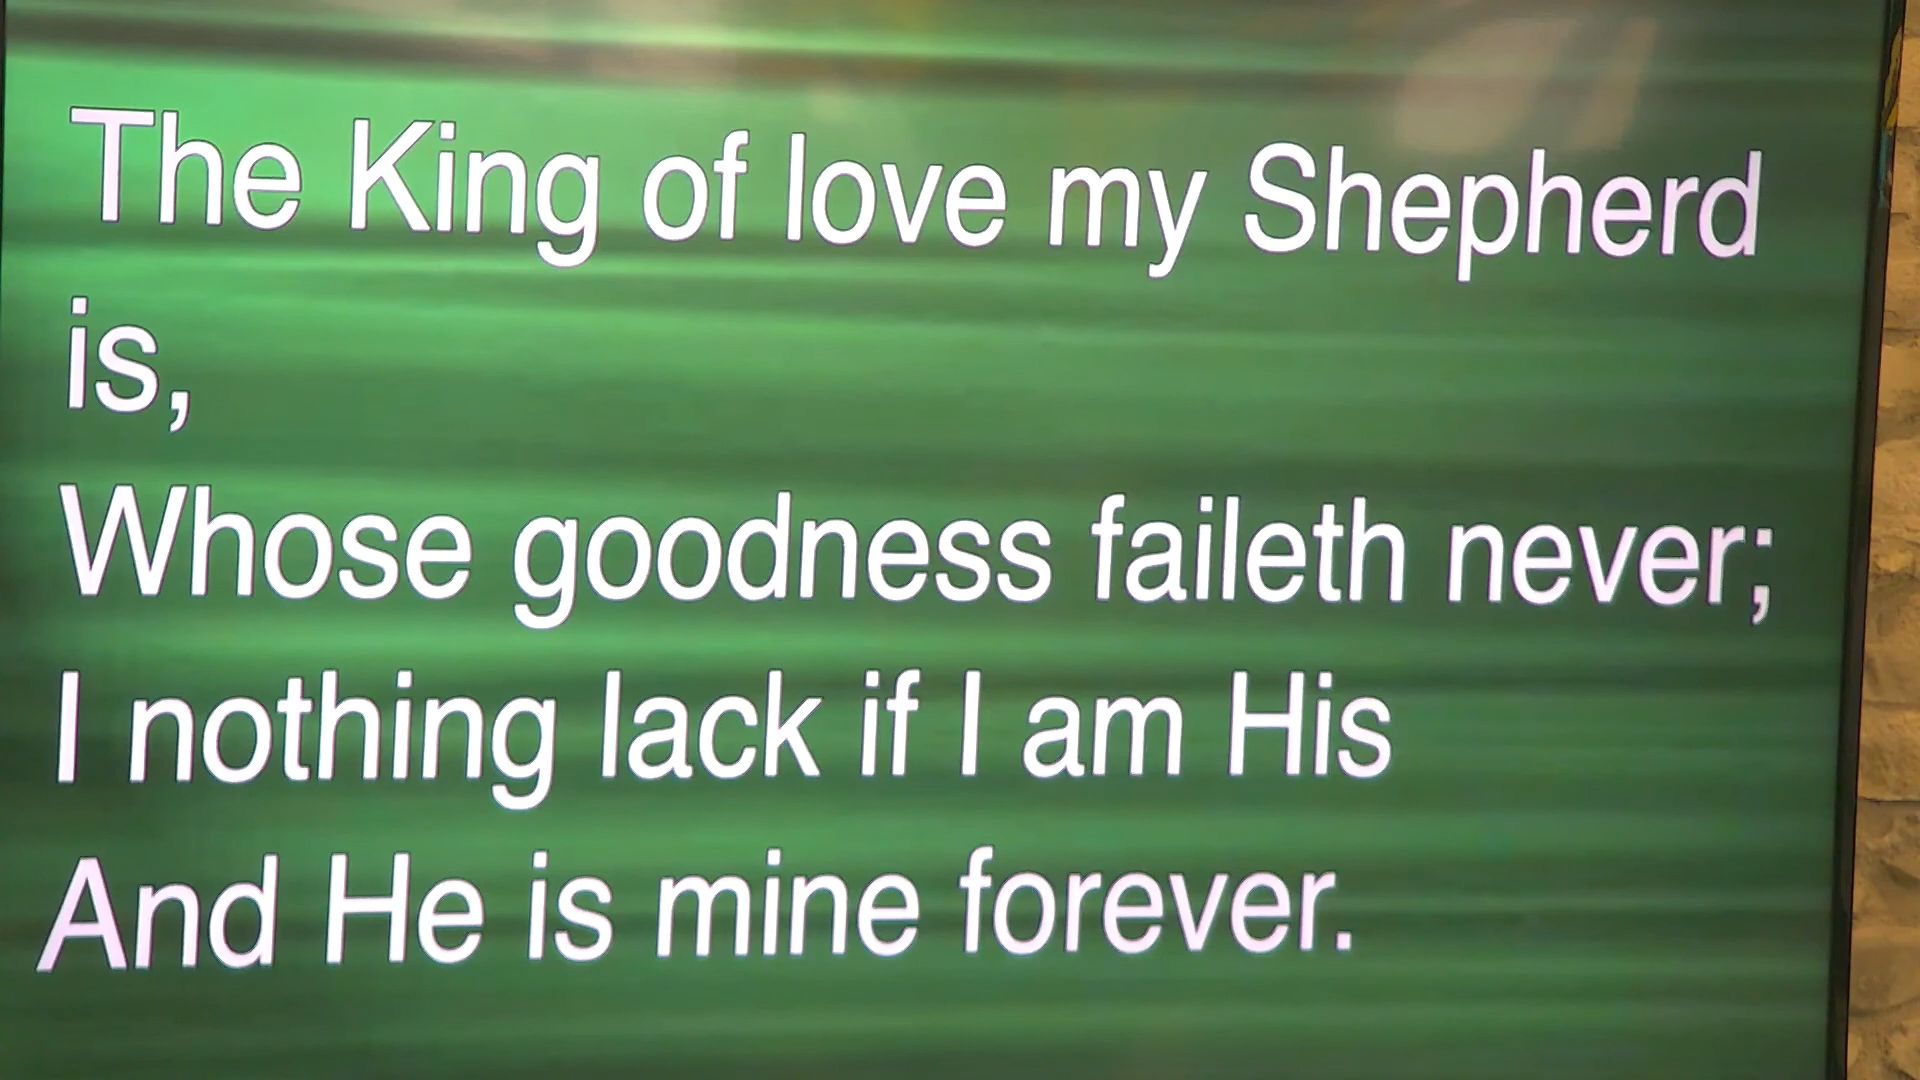 The King of love my Shepherd
is,
Whose goodness faileth never;
I nothing lack if I am His
And He is mine forever.